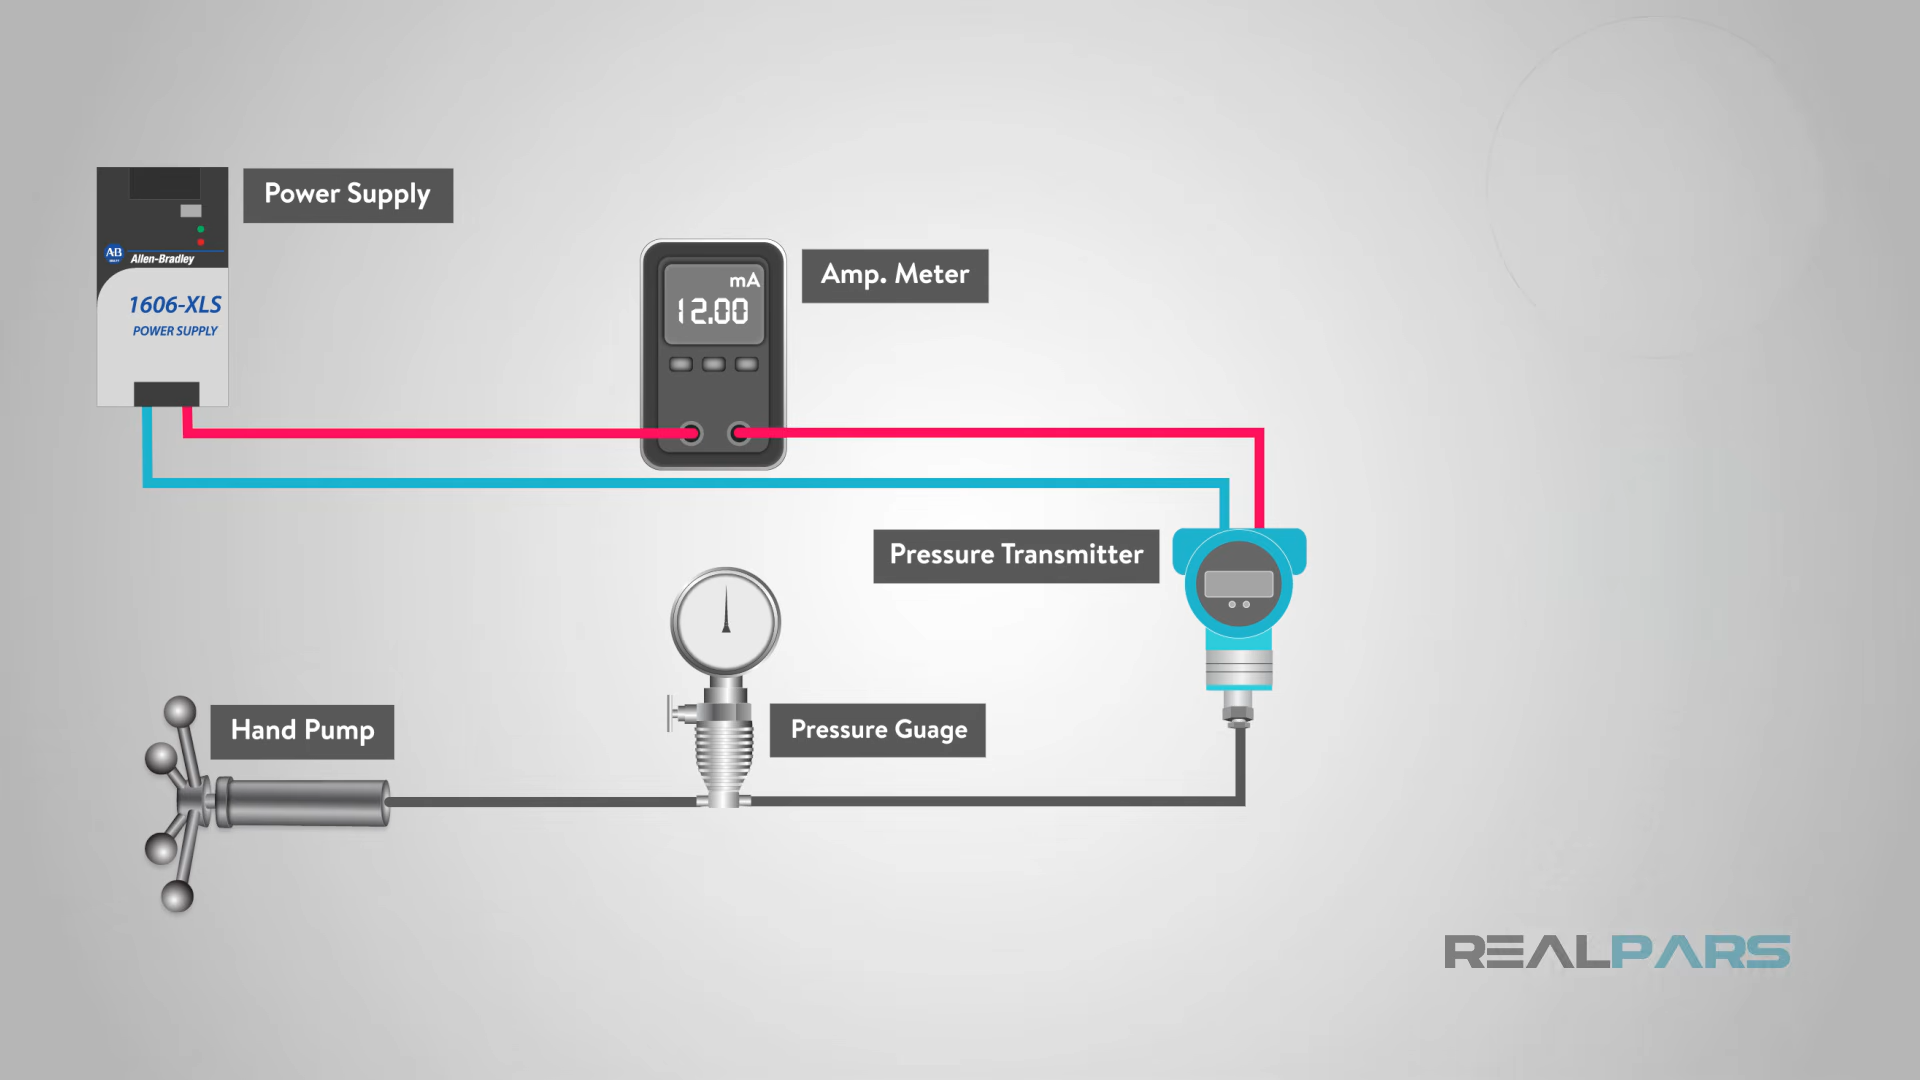 Power Supply
AB
Allen-Bradley
1606-XLS
POWER SUPPLY
mA
12.00
Amp. Meter
Pressure Transmitter
Hand Pump
Pressure Guage
REALPARS